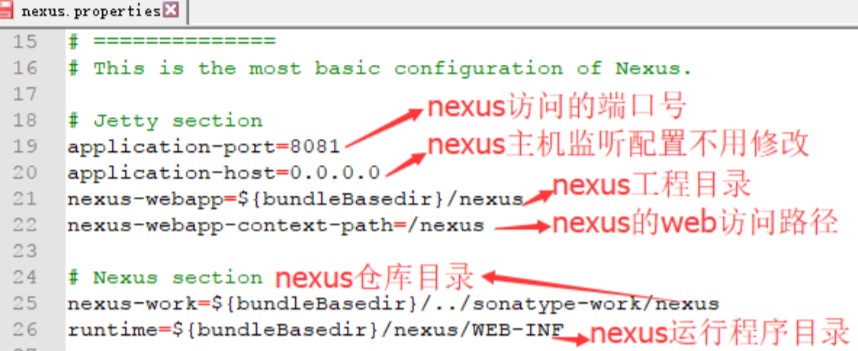 nexus.properties
15 # ==============
16 # This is the most basic configuration of Nexus.
17
18 # Jetty section
nexus访问的端口号
19 application-port=8081
nexus主机监听配置不用修改
20 application-host=0.0.0.0
nexus工程目录
21 nexus-webapp=${bundleBasedir}/nexus
22 nexus-webapp-context-path=/nexus
nexus的web访问路径
23
24 # Nexus section nexus仓库目录
25 nexus-work=${bundleBasedir}/../sonatype-work/nexus
26 runtime=${bundleBasedir}/nexus/WEB-INF
nexus运行程序目录